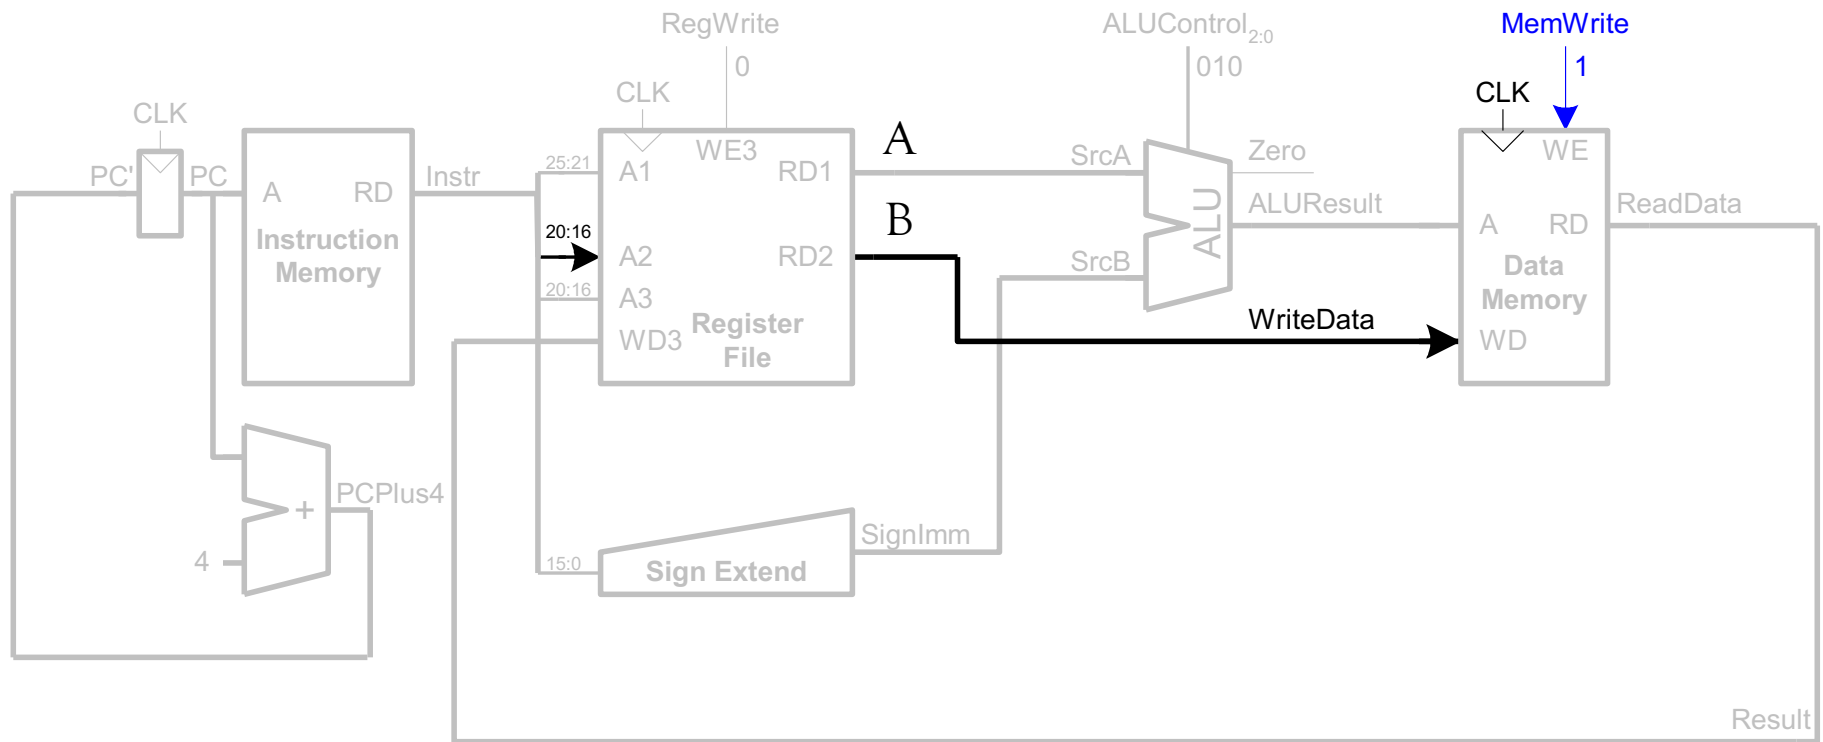 RegWrite
ALUControl2:0
MemWrite
0
010
1
CLK
CLK
CLK
PC'
PC
A
RD
Instruction
Memory
Instr
25:21
20:16
20:16
A1
A2
A3
WD3
WE3
RD1
RD2
Register
File
A
B
SrcA
SrcB
ALU
Zero
ALUResult
WriteData
WE
A
RD
Data
Memory
WD
ReadData
+
PCPlus4
4
15:0
Sign Extend
SignImm
Result